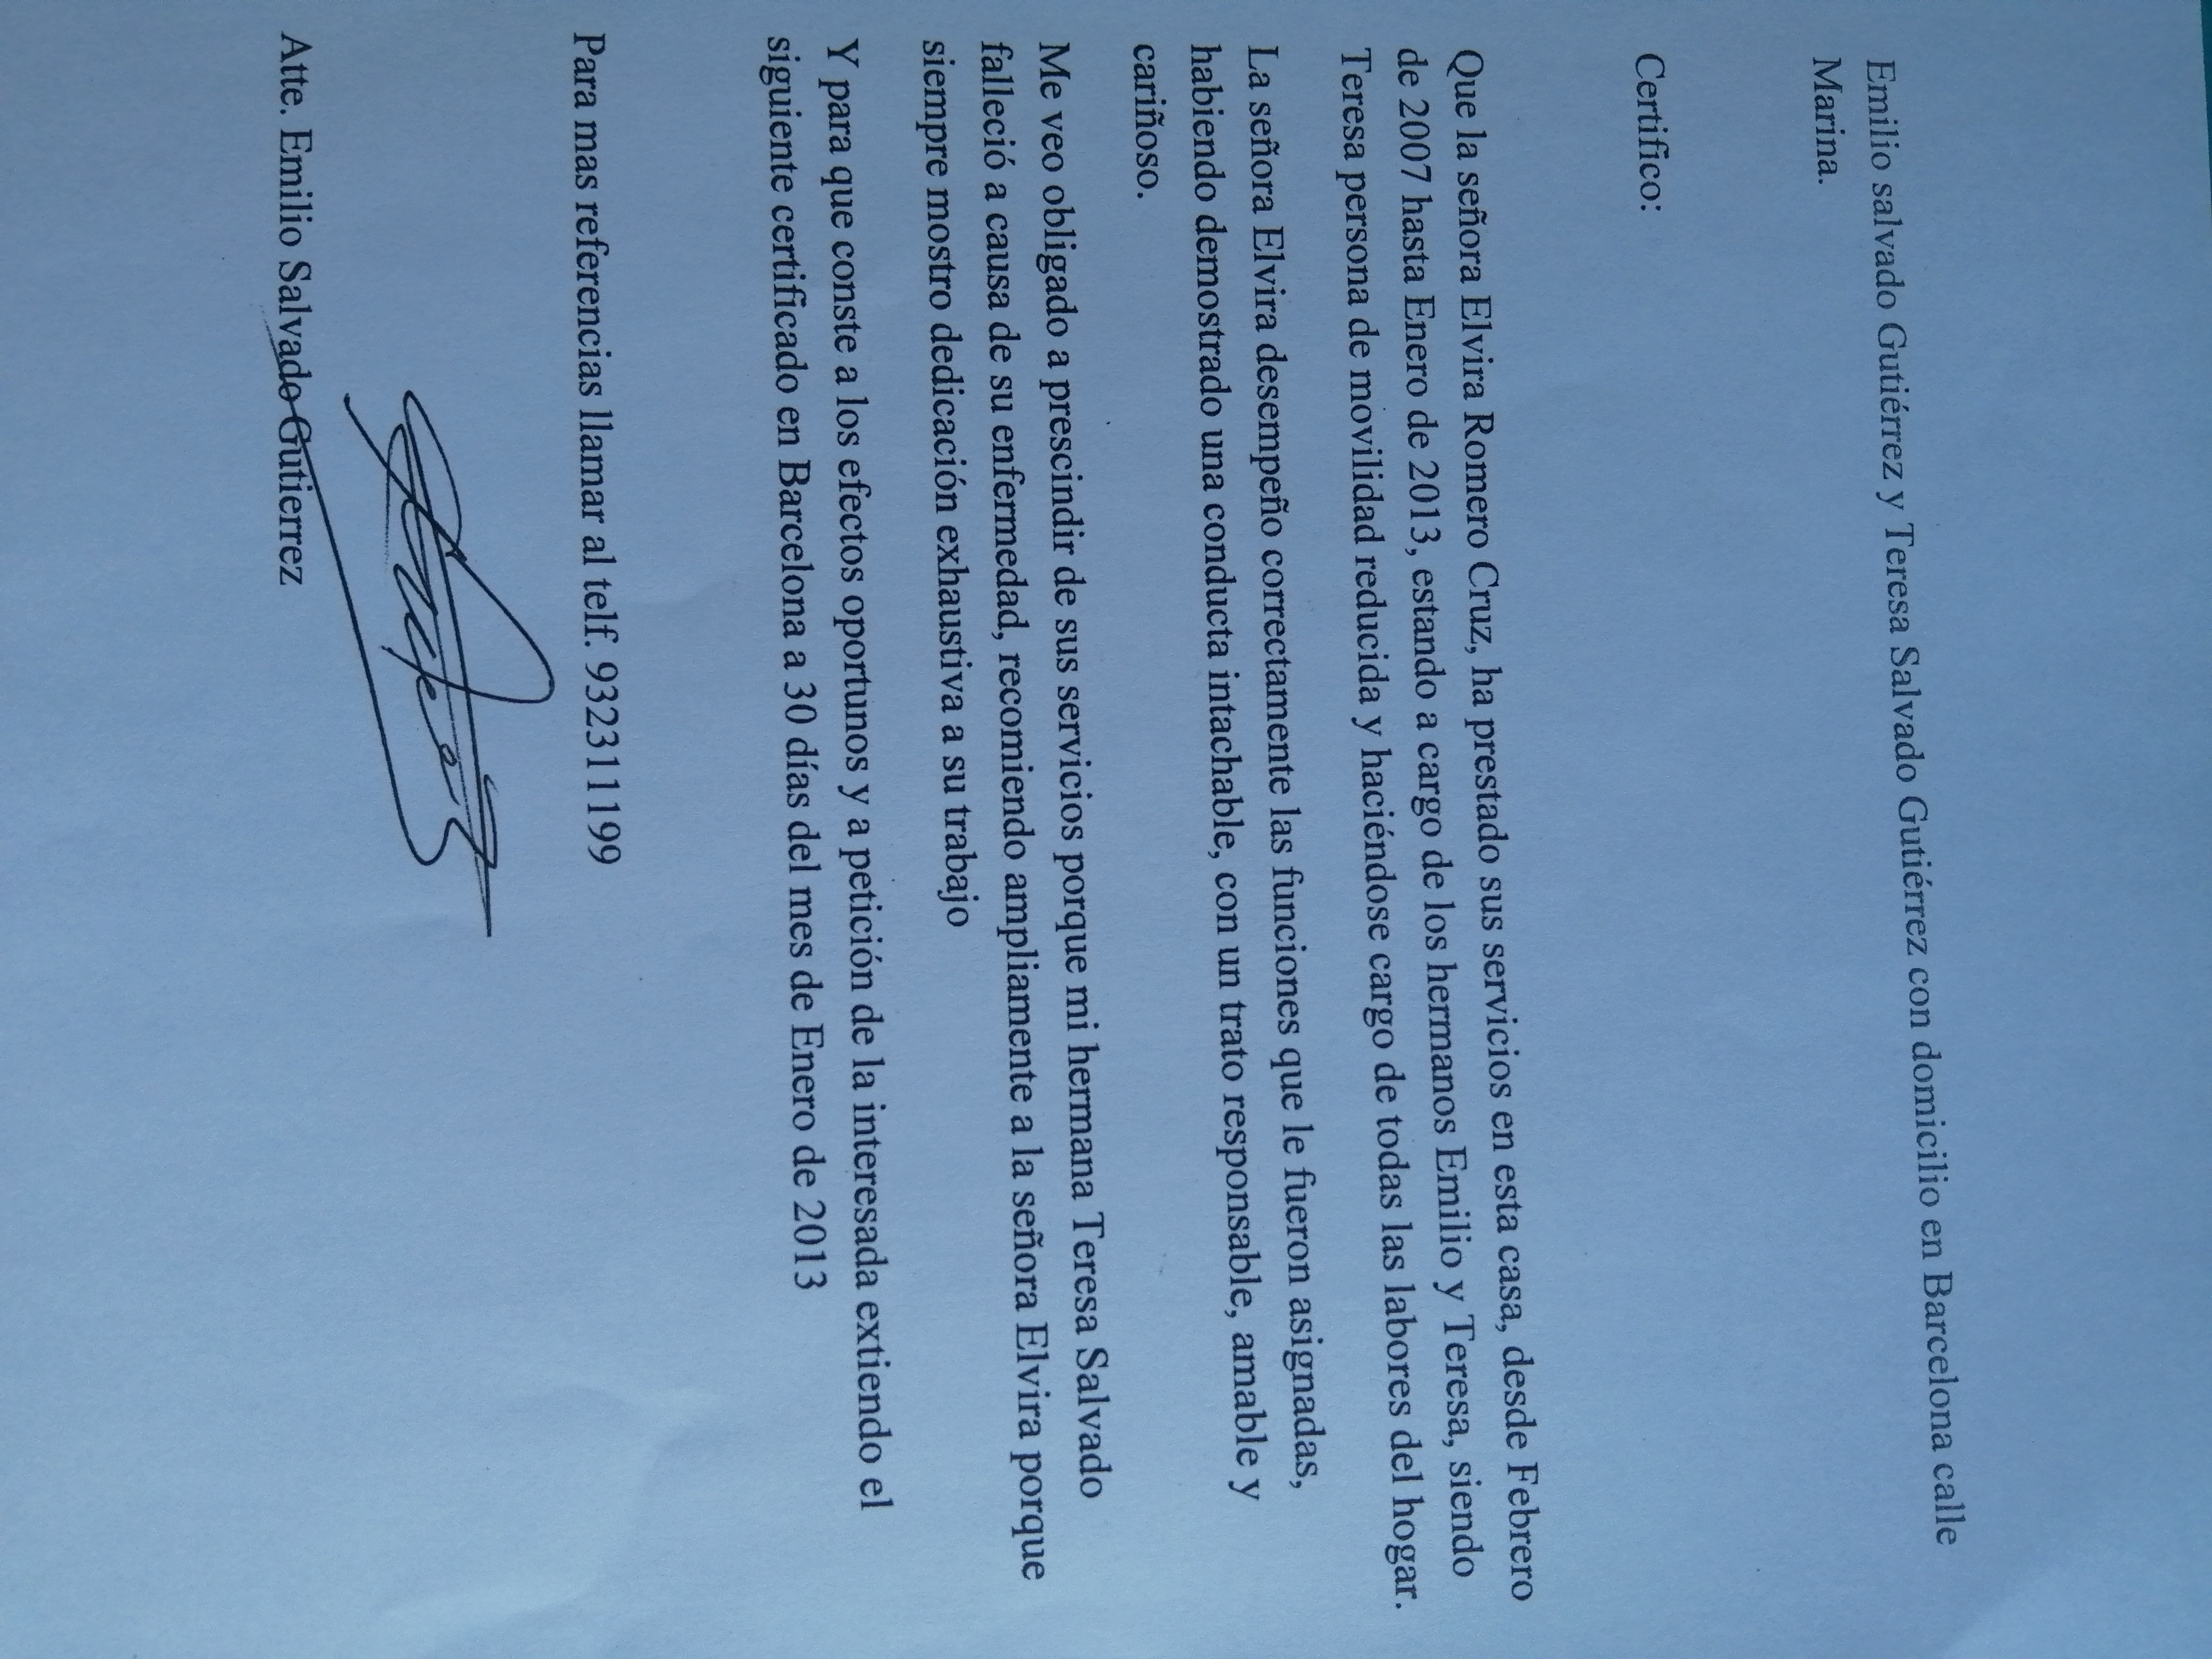 Emilio salvado Gutiérrez y Teresa Salvado Gutiérrez con domicilio en Barcelona calle
Marina.
Certifico:
Que la señora Elvira Romero Cruz, ha prestado sus servicios en esta casa, desde Febrero
de 2007 hasta Enero de 2013, estando a cargo de los hermanos Emilio y Teresa, siendo
Teresa persona de movilidad reducida y haciéndose cargo de todas las labores del hogar.
La señora Elvira desempeño correctamente las funciones que le fueron asignadas,
habiendo demostrado una conducta intachable, con un trato responsable, amable y
cariñoso.
Me veo obligado a prescindir de sus servicios porque mi hermana Teresa Salvado
falleció a causa de su enfermedad, recomiendo ampliamente a la señora Elvira porque
siempre mostro dedicación exhaustiva a su trabajo
Y para que conste a los efectos oportunos y a petición de la interesada extiendo el
siguiente certificado en Barcelona a 30 días del mes de Enero de 2013
Para mas referencias llamar al telf. 932311199
Atte. Emilio Salvado Gutierrez